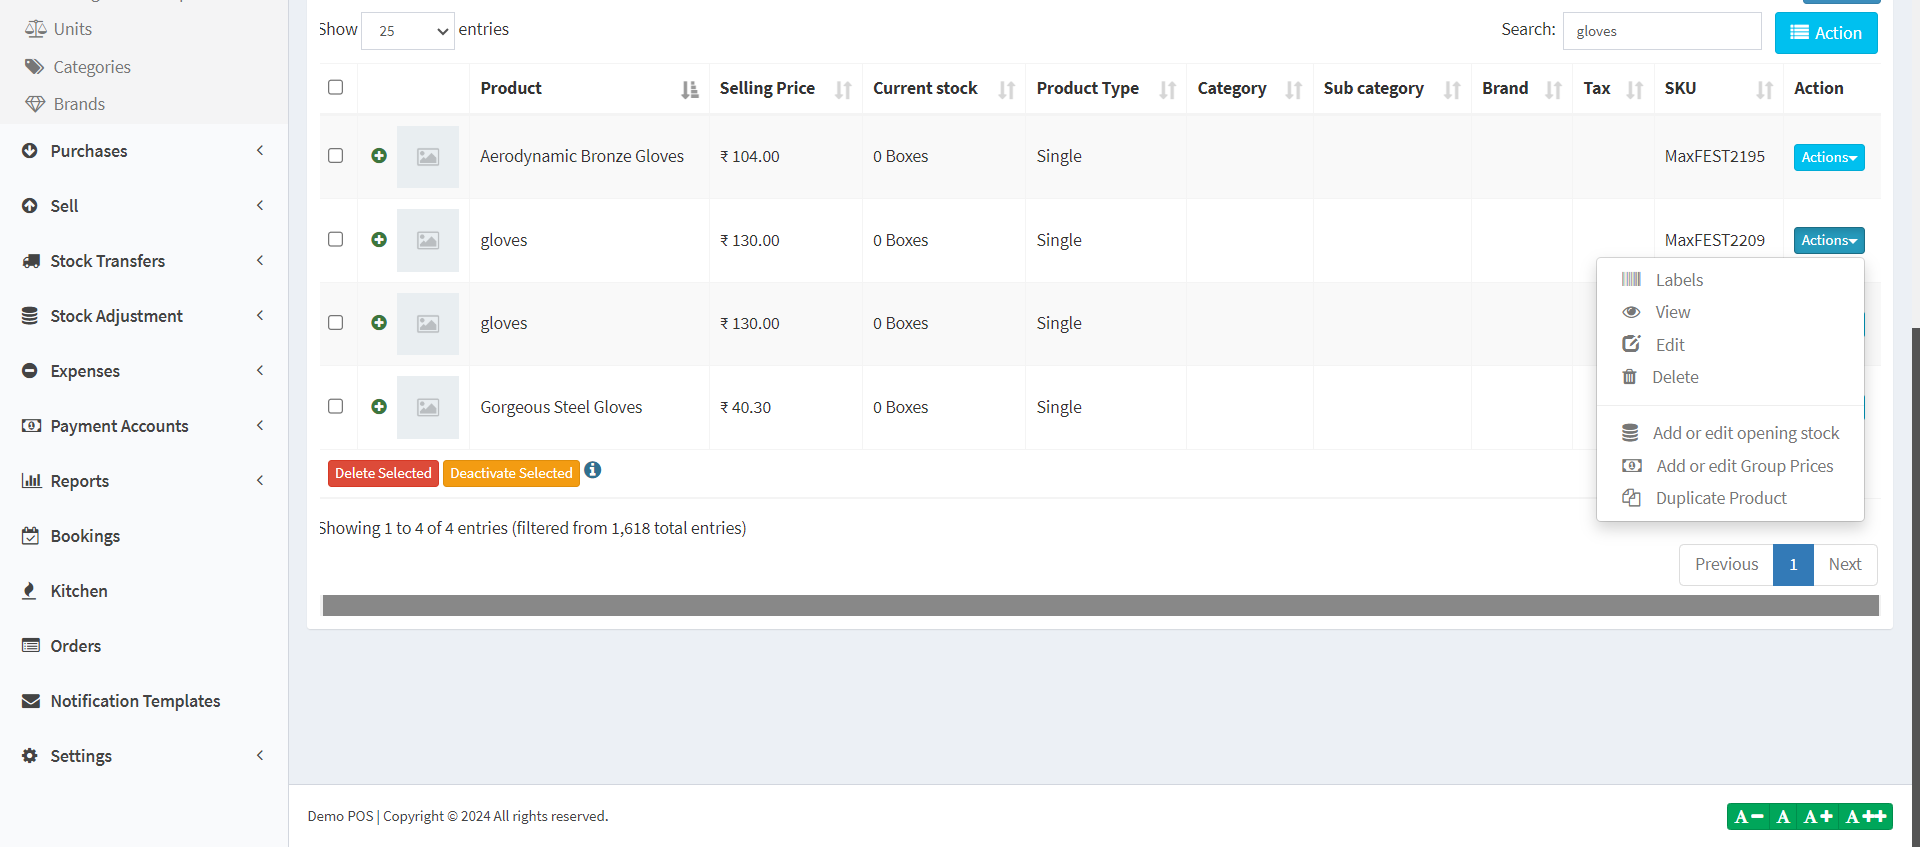 Units
Categories
Brands
Purchases
Sell
Stock Transfers
Stock Adjustment
Expenses
Payment Accounts
Reports
Bookings
Kitchen
Orders
Notification Templates
Settings
Show 25 entries
Search: gloves
Action
Product Selling Price Current stock Product Type Category Sub category Brand Tax SKU Action
Aerodynamic Bronze Gloves ₹ 104.00 0 Boxes Single MaxFEST2195 Actions
gloves ₹ 130.00 0 Boxes Single MaxFEST2209 Actions
gloves ₹ 130.00 0 Boxes Single
Gorgeous Steel Gloves ₹ 40.30 0 Boxes Single
Labels
View
Edit
Delete
Add or edit opening stock
Add or edit Group Prices
Duplicate Product
Delete Selected Deactivate Selected
Showing 1 to 4 of 4 entries (filtered from 1,618 total entries)
Previous 1 Next
Demo POS | Copyright © 2024 All rights reserved.
A- A A+ A++